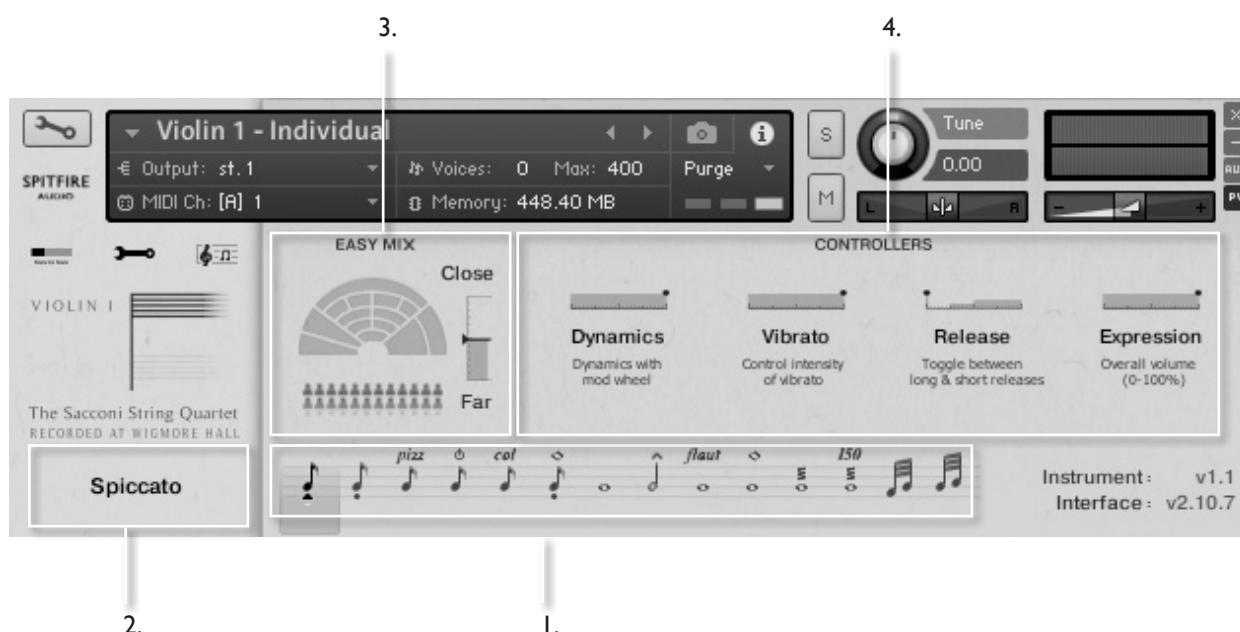 3.
4.
Violin 1 - Individual
S
Tune
Output: st.1
Voices: 0 Max: 400
Purge
0.00
SPITFIRE
AUDIO
MIDI Ch: [A] 1
Memory: 448.40 MB
M
L
R
-
+
EASY MIX
CONTROLLERS
Close
VIOLIN I
Dynamics
Vibrato
Release
Expression
Dynamics with
mod wheel
Control intensity
of vibrato
Toggle between
long & short releases
Overall volume
(0-100%)
Far
The Sacconi String Quartet
RECORDED AT WIGMORE HALL
pizz
col
flaut
150
Spiccato
Instrument: v1.1
Interface: v2.10.7
2.
1.